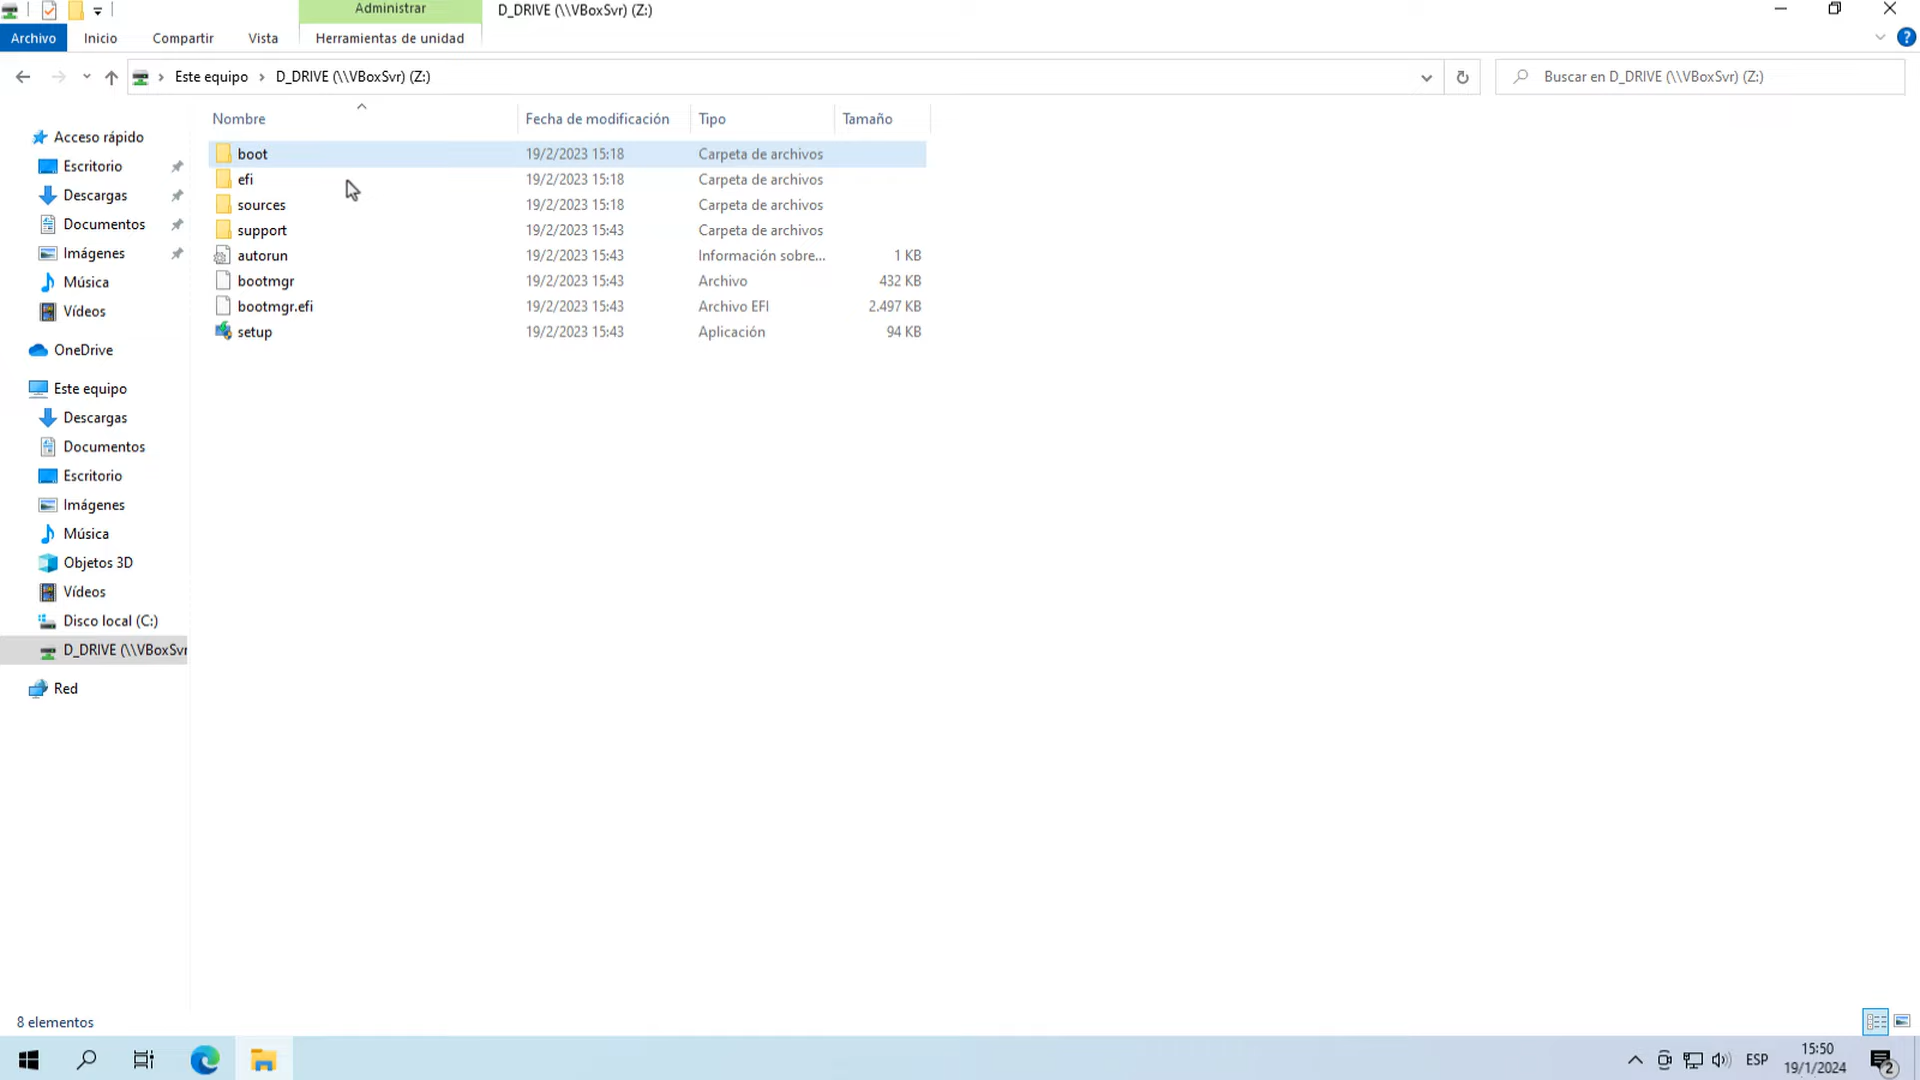 Administrar
D_DRIVE (\\VBoxSvr) (Z:)
Archivo Inicio Compartir Vista Herramientas de unidad
Este equipo D_DRIVE (\\VBoxSvr) (Z:) Buscar en D_DRIVE (\\VBoxSvr) (Z:)
Nombre Fecha de modificación Tipo Tamaño
boot 19/2/2023 15:18 Carpeta de archivos
efi 19/2/2023 15:18 Carpeta de archivos
sources 19/2/2023 15:18 Carpeta de archivos
support 19/2/2023 15:43 Carpeta de archivos
autorun 19/2/2023 15:43 Información sobre... 1 KB
bootmgr 19/2/2023 15:43 Archivo 432 KB
bootmgr.efi 19/2/2023 15:43 Archivo EFI 2.497 KB
setup 19/2/2023 15:43 Aplicación 94 KB
Acceso rápido
Escritorio
Descargas
Documentos
Imágenes
Música
Vídeos
OneDrive
Este equipo
Descargas
Documentos
Escritorio
Imágenes
Música
Objetos 3D
Vídeos
Disco local (C:)
D_DRIVE (\\VBoxSvr
Red
8 elementos
ESP
15:50
19/1/2024
2